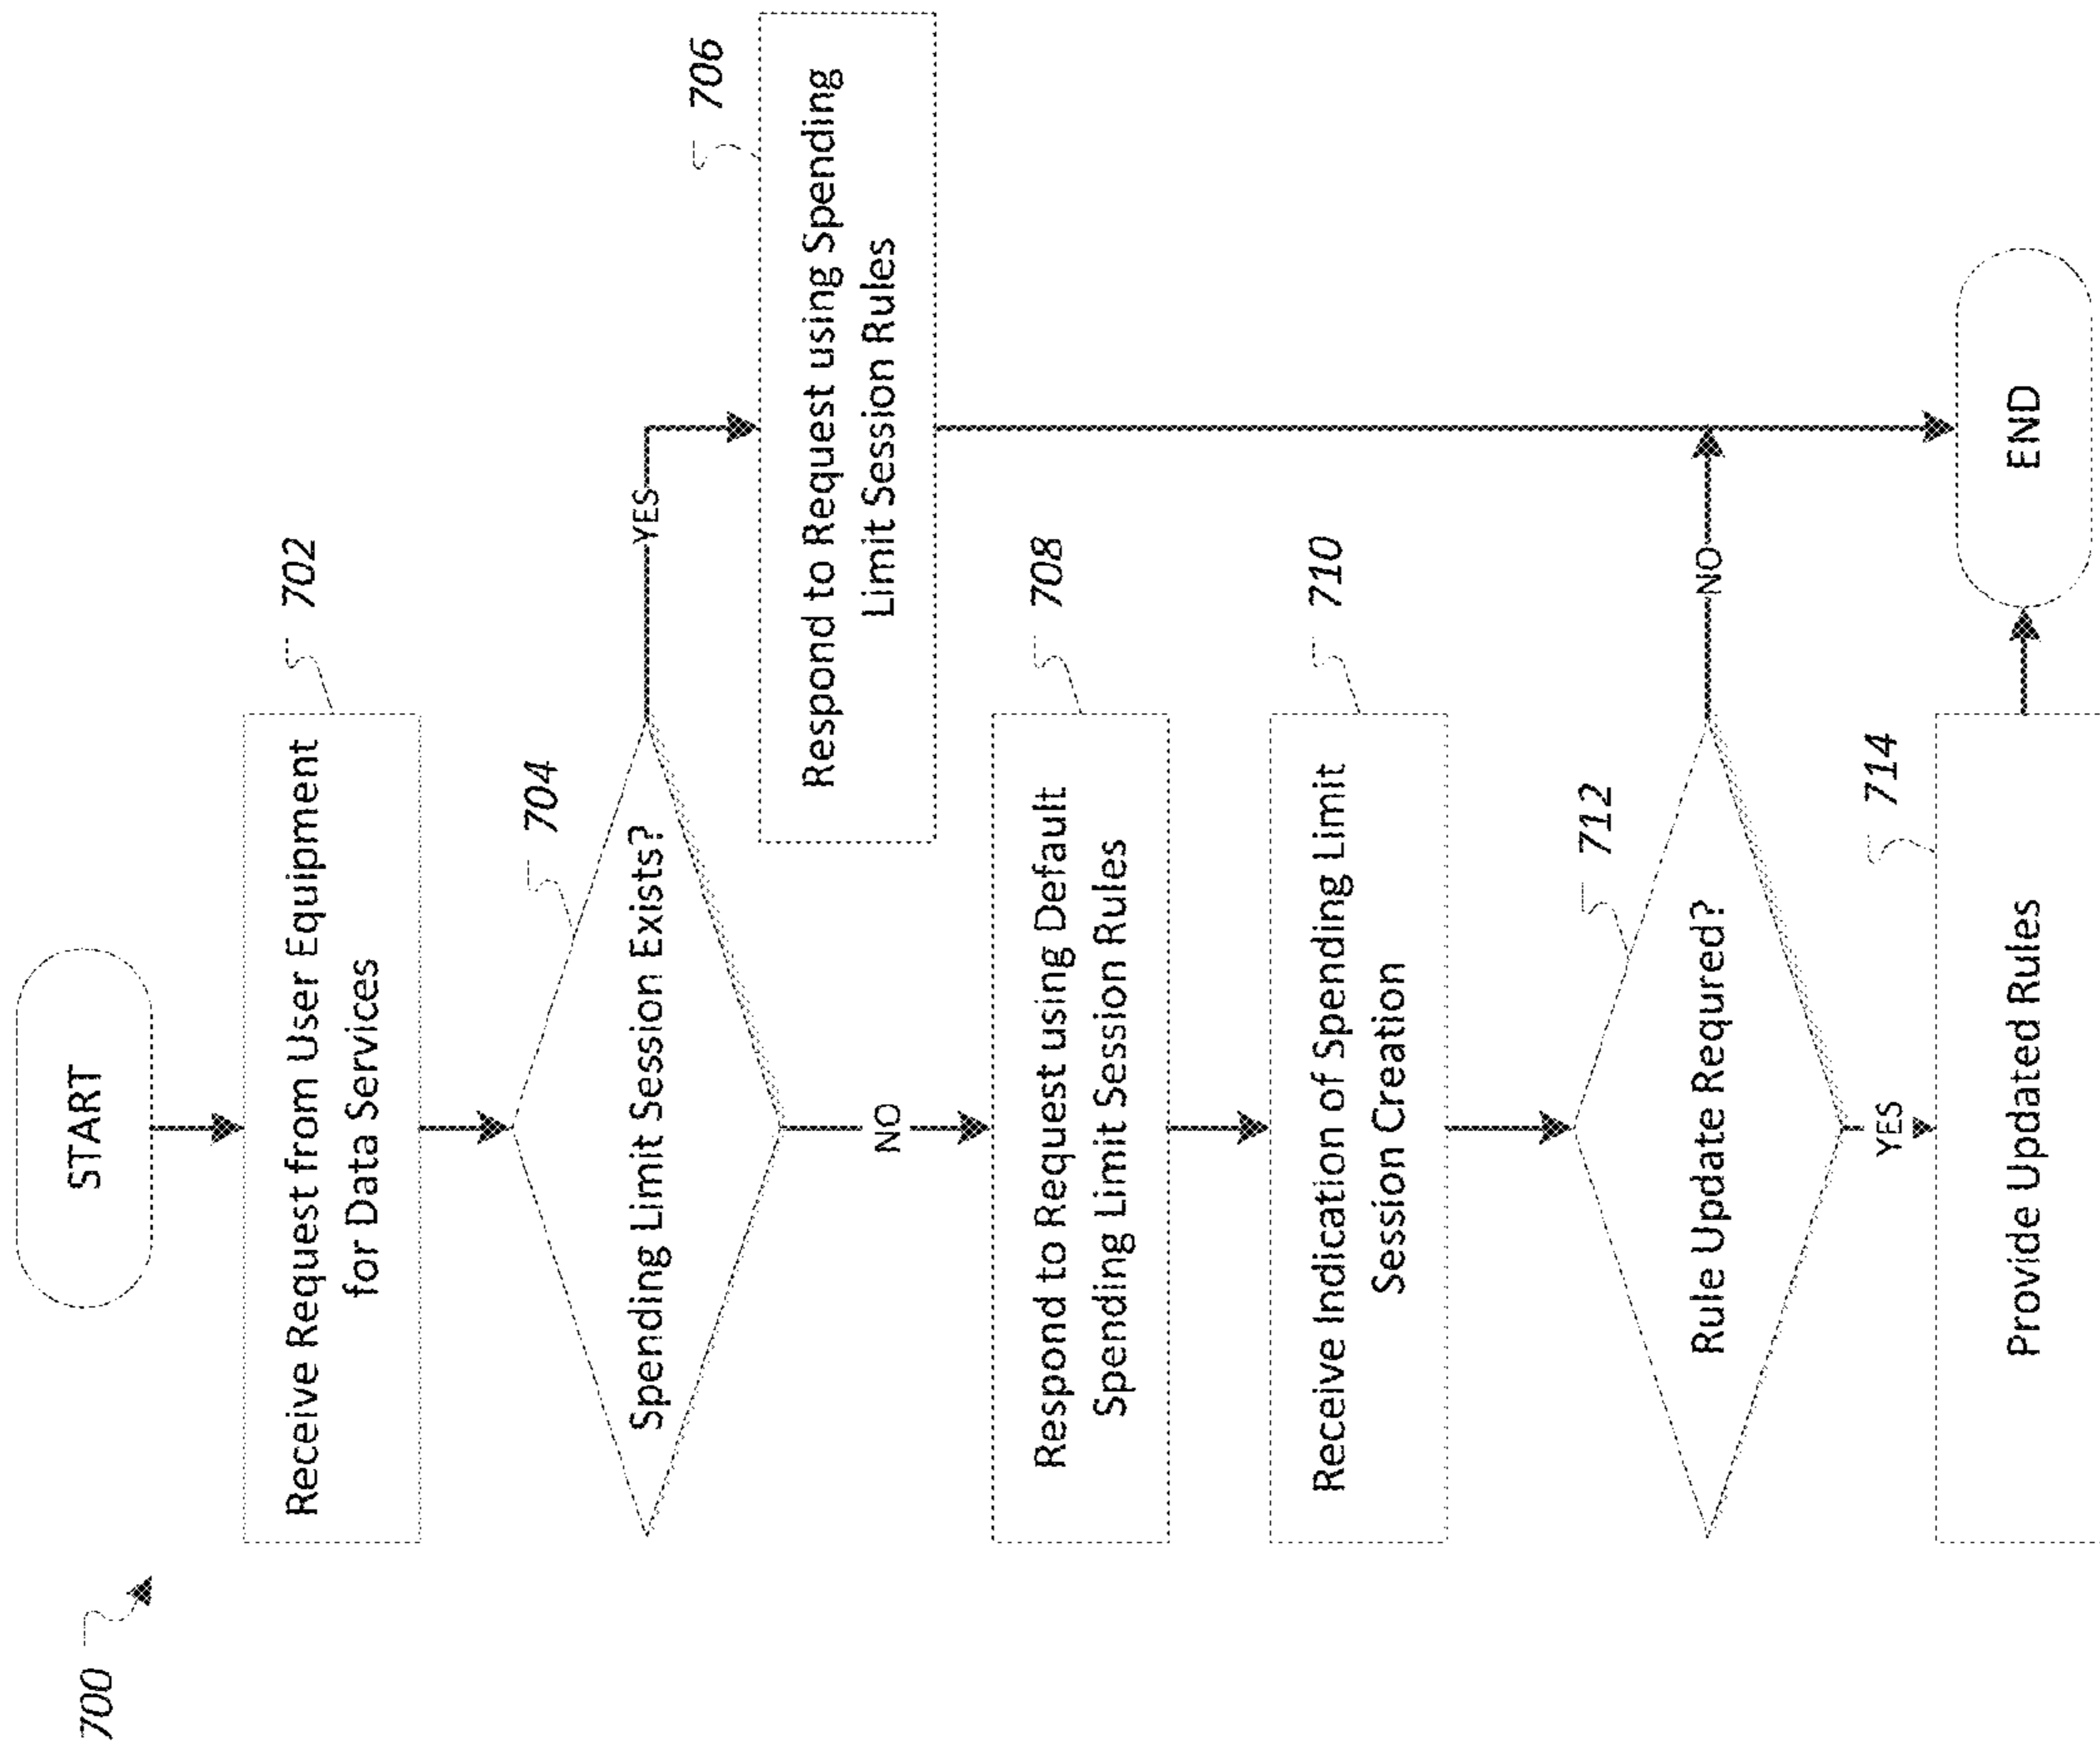 700
START
702
Receive Request from User Equipment
for Data Services
704
Spending Limit Session Exists?
YES
706
Respond to Request using Spending
Limit Session Rules
NO
708
Respond to Request using Default
Spending Limit Session Rules
710
Receive Indication of Spending Limit
Session Creation
712
Rule Update Requred?
NO
YES
714
Provide Updated Rules
END